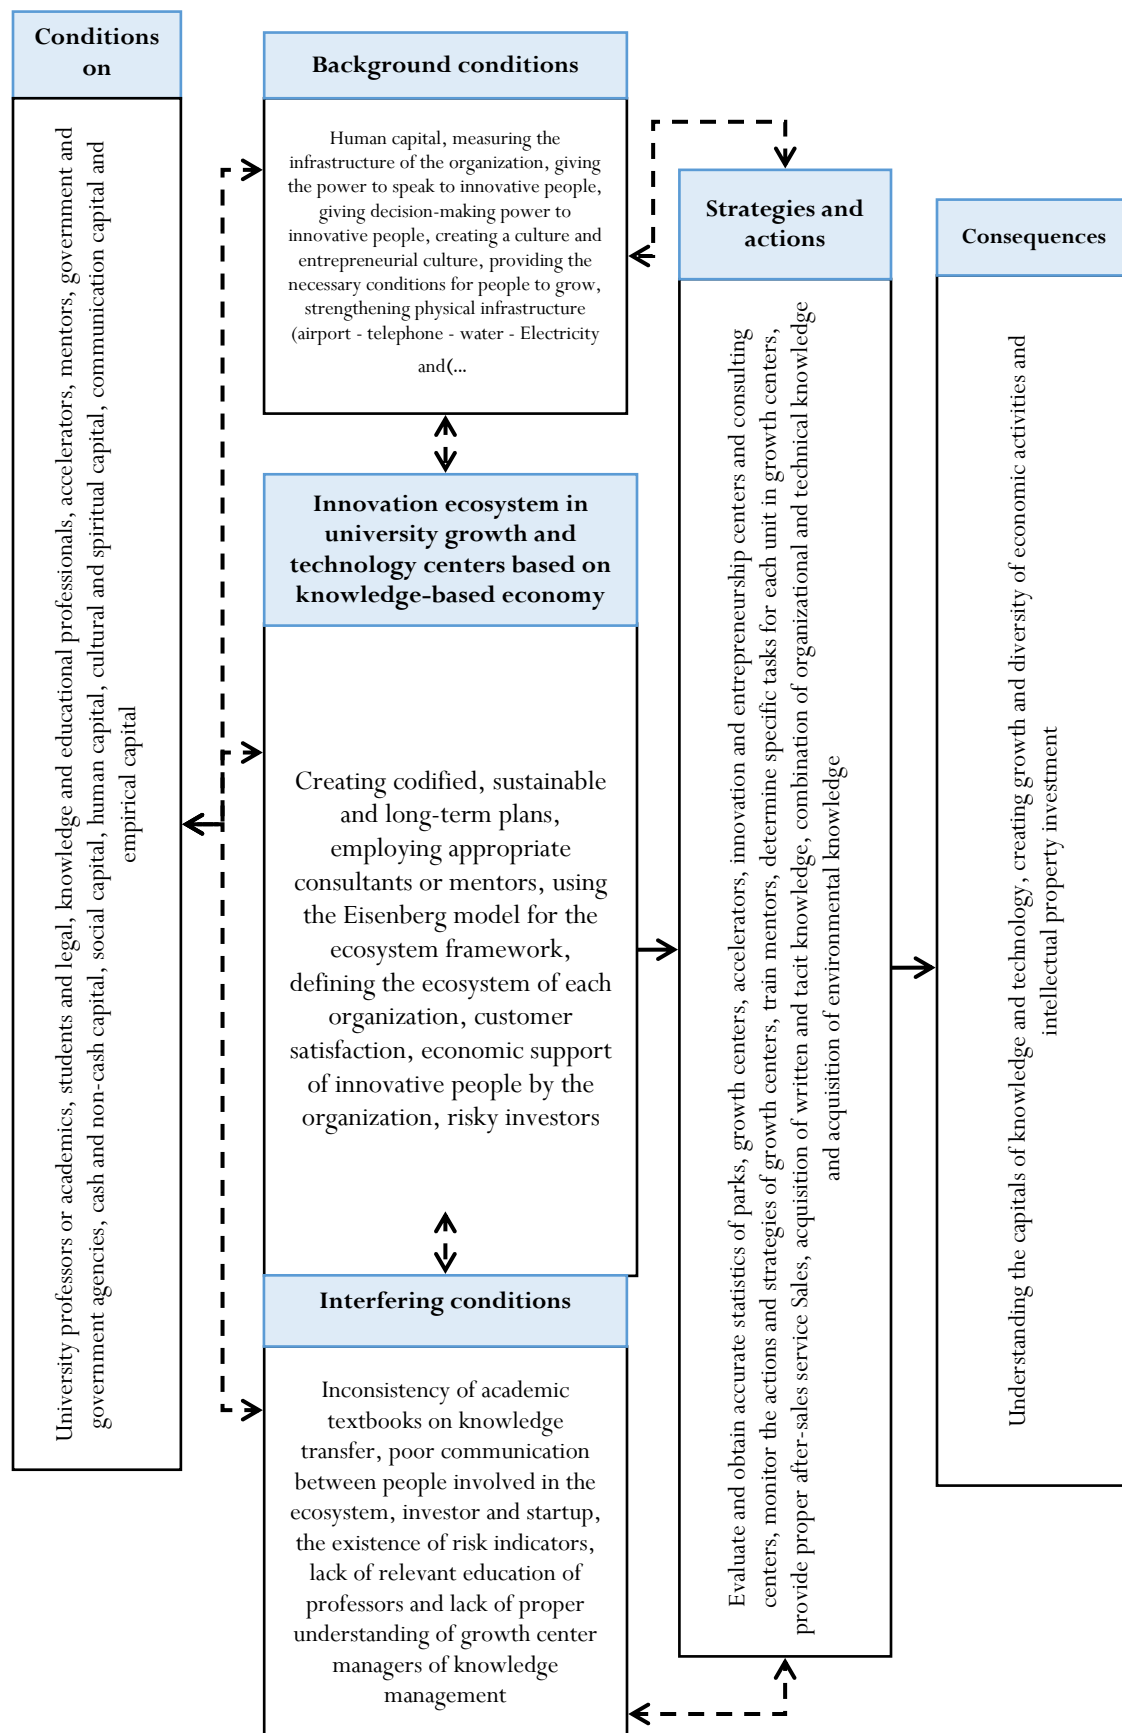 Conditions
on
University professors or academics, students and legal, knowledge and educational professionals, accelerators, mentors, government and
government agencies, cash and non-cash capital, social capital, human capital, cultural and spiritual capital, communication capital and
empirical capital
Background conditions
Human capital, measuring the
infrastructure of the organization, giving
the power to speak to innovative people,
giving decision-making power to
innovative people, creating a culture and
entrepreneurial culture, providing the
necessary conditions for people to grow,
strengthening physical infrastructure
(airport - telephone - water - Electricity
and(...
Innovation ecosystem in
university growth and
technology centers based on
knowledge-based economy
Creating codified, sustainable
and long-term plans,
employing appropriate
consultants or mentors, using
the Eisenberg model for the
ecosystem framework,
defining the ecosystem of each
organization, customer
satisfaction, economic support
of innovative people by the
organization, risky investors
Interfering conditions
Inconsistency of academic
textbooks on knowledge
transfer, poor communication
between people involved in the
ecosystem, investor and startup,
the existence of risk indicators,
lack of relevant education of
professors and lack of proper
understanding of growth center
managers of knowledge
management
Strategies and
actions
Evaluate and obtain accurate statistics of parks, growth centers, accelerators, innovation and entrepreneurship centers and consulting
centers, monitor the actions and strategies of growth centers, train mentors, determine specific tasks for each unit in growth centers,
provide proper after-sales service Sales, acquisition of written and tacit knowledge, combination of organizational and technical knowledge
and acquisition of environmental knowledge
Consequences
Understanding the capitals of knowledge and technology, creating growth and diversity of economic activities and
intellectual property investment